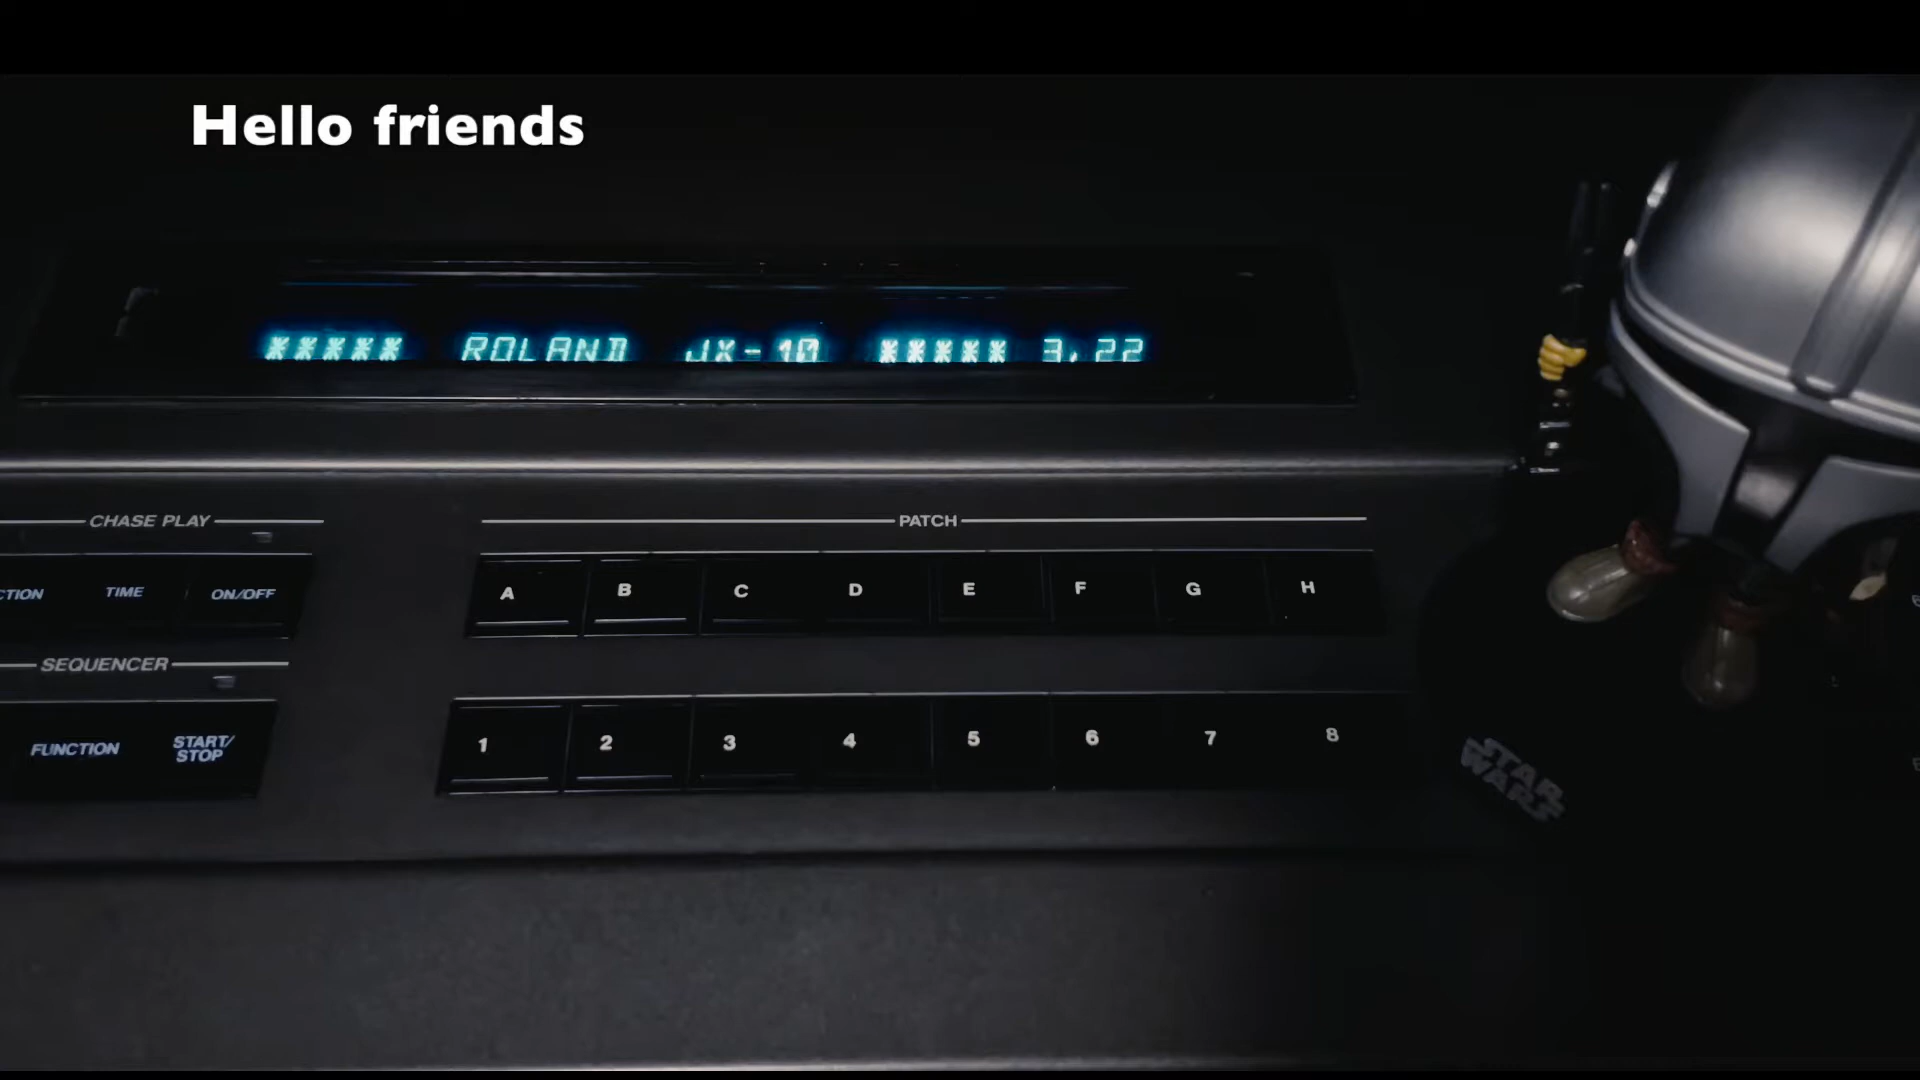 Hello friends
***** ROLAND JX-10 ***** 3.22
CHASE PLAY
PATCH
TIME
ON/OFF
A B C D E F G H
SEQUENCER
FUNCTION
START/
STOP
1 2 3 4 5 6 7 8
STAR
WARS